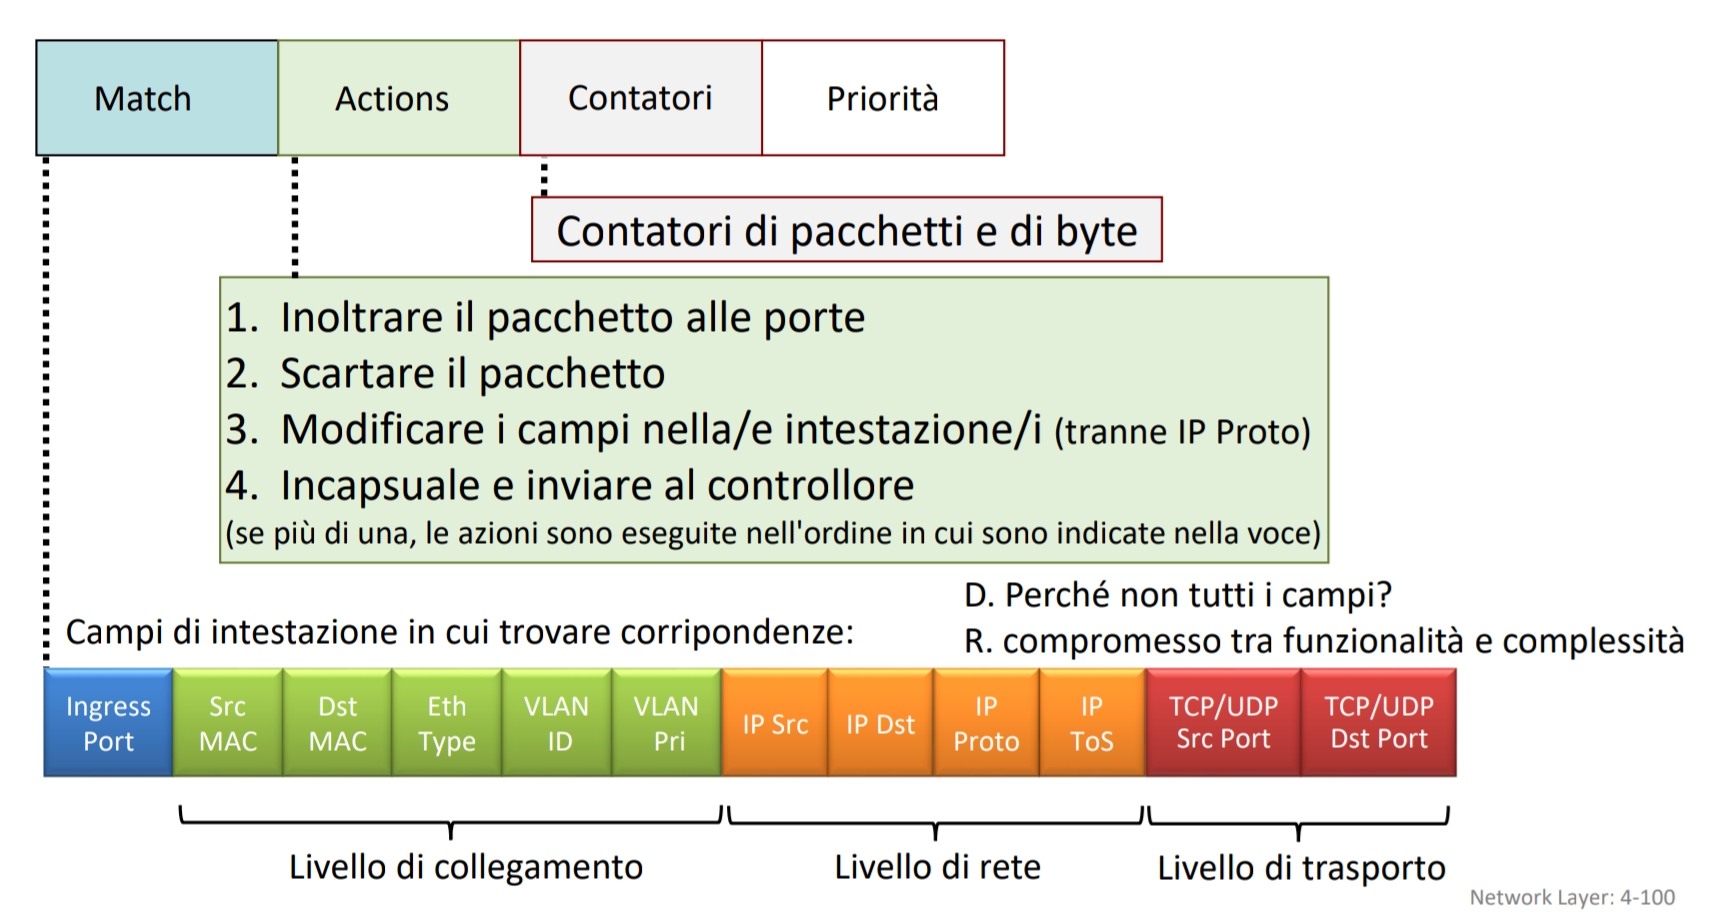 Match
Actions
Contatori
Priorità
Contatori di pacchetti e di byte
1. Inoltrare il pacchetto alle porte
2. Scartare il pacchetto
3. Modificare i campi nella/e intestazione/i (tranne IP Proto)
4. Incapsuale e inviare al controllore
(se più di una, le azioni sono eseguite nell'ordine in cui sono indicate nella voce)
D. Perché non tutti i campi?
R. compromesso tra funzionalità e complessità
Campi di intestazione in cui trovare corripondenze:
Ingress
Port
Src
MAC
Dst
MAC
Eth
Type
VLAN
ID
VLAN
Pri
IP Src
IP Dst
IP
Proto
IP
ToS
TCP/UDP
Src Port
TCP/UDP
Dst Port
Livello di collegamento
Livello di rete
Livello di trasporto
Network Layer: 4-100